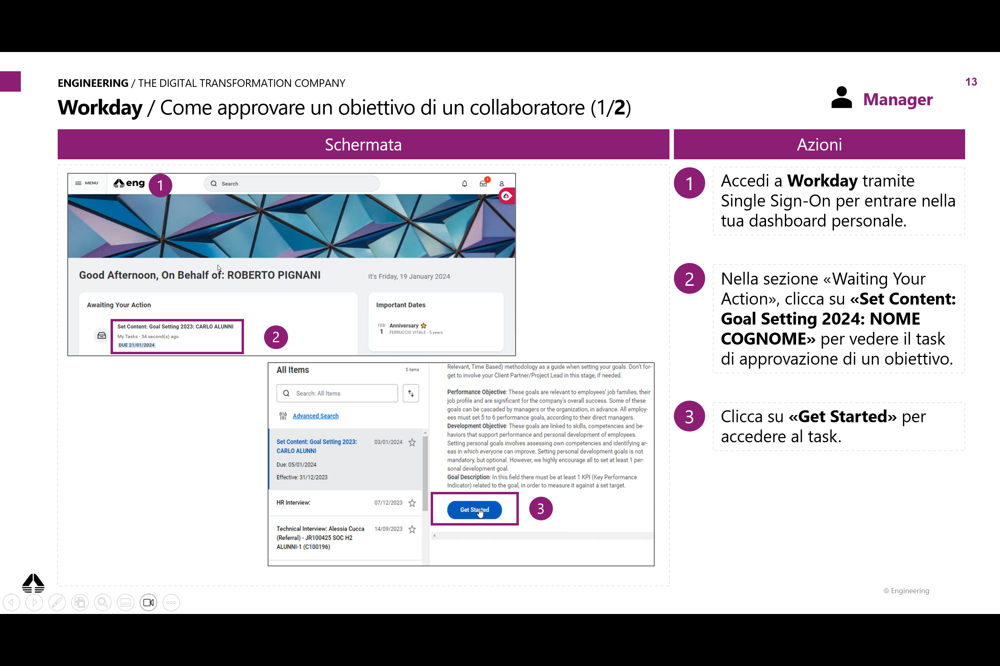 ENGINEERING / THE DIGITAL TRANSFORMATION COMPANY
13
Workday / Come approvare un obiettivo di un collaboratore (1/2)
Manager
Schermata
Azioni
MENU
eng
1
Search
1
Good Afternoon, On Behalf of: ROBERTO PIGNANI
It's Friday, 19 January 2024
Awaiting Your Action
Set Content: Goal Setting 2023: CARLO ALUNNI
My Tasks - 34 second(s) ago
DUE 21/01/2024
2
Important Dates
FEB
1
Anniversary
FERRUCCIO VITALE - 5 years
All Items
5 items
Search: All Items
Advanced Search
Set Content: Goal Setting 2023:
CARLO ALUNNI
03/01/2024
Due: 05/01/2024
Effective: 31/12/2023
HR Interview:
07/12/2023
Technical Interview: Alessia Cucca
(Referral) - JR100425 SOC H2
ALUNNI-1 (C100196)
14/09/2023
Relevant, Time Based) methodology as a guide when setting your goals. Don't for-
get to involve your Client Partner/Project Lead in this stage, if needed.
Performance Objective: These goals are relevant to employees' job families, their
job profile and are significant for the company's overall success. Some of these
goals can be cascaded by managers or the organization, in advance. All employ-
ees must set 5 to 6 performance goals, according to their direct managers.
Development Objective: These goals are linked to skills, competencies and be-
haviors that support performance and personal development of employees.
Setting personal goals involves assessing own competencies and identifying ar-
eas in which everyone can improve. Setting personal development goals is not
mandatory, but optional. However, we highly encourage all to set at least 1 per-
sonal development goal.
Goal Description: In this field there must be at least 1 KPI (Key Performance
Indicator) related to the goal, in order to measure it against a set target.
Get Started
3
1
Accedi a Workday tramite
Single Sign-On per entrare nella
tua dashboard personale.
2
Nella sezione «Waiting Your
Action», clicca su «Set Content:
Goal Setting 2024: NOME
COGNOME» per vedere il task
di approvazione di un obiettivo.
3
Clicca su «Get Started» per
accedere al task.
© Engineering